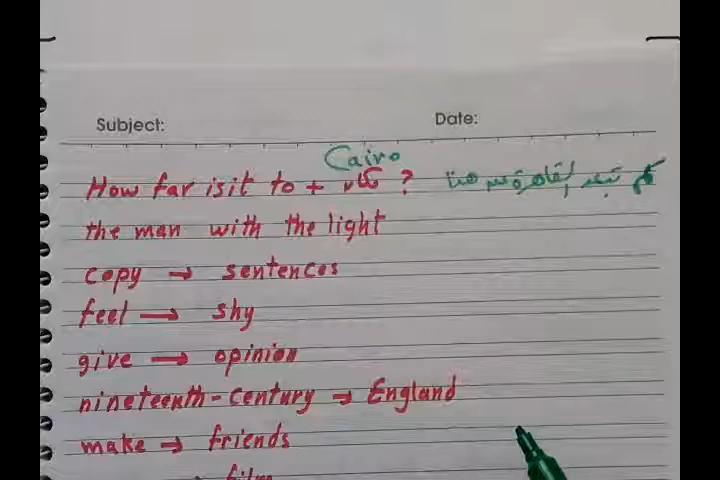 Subject: Date:
Cairo
How far is it to + مكان ? كم تبعد القاهرة من هنا
the man with the light
copy → sentences
feel → shy
give → opinion
nineteenth-century → England
make → friends
film